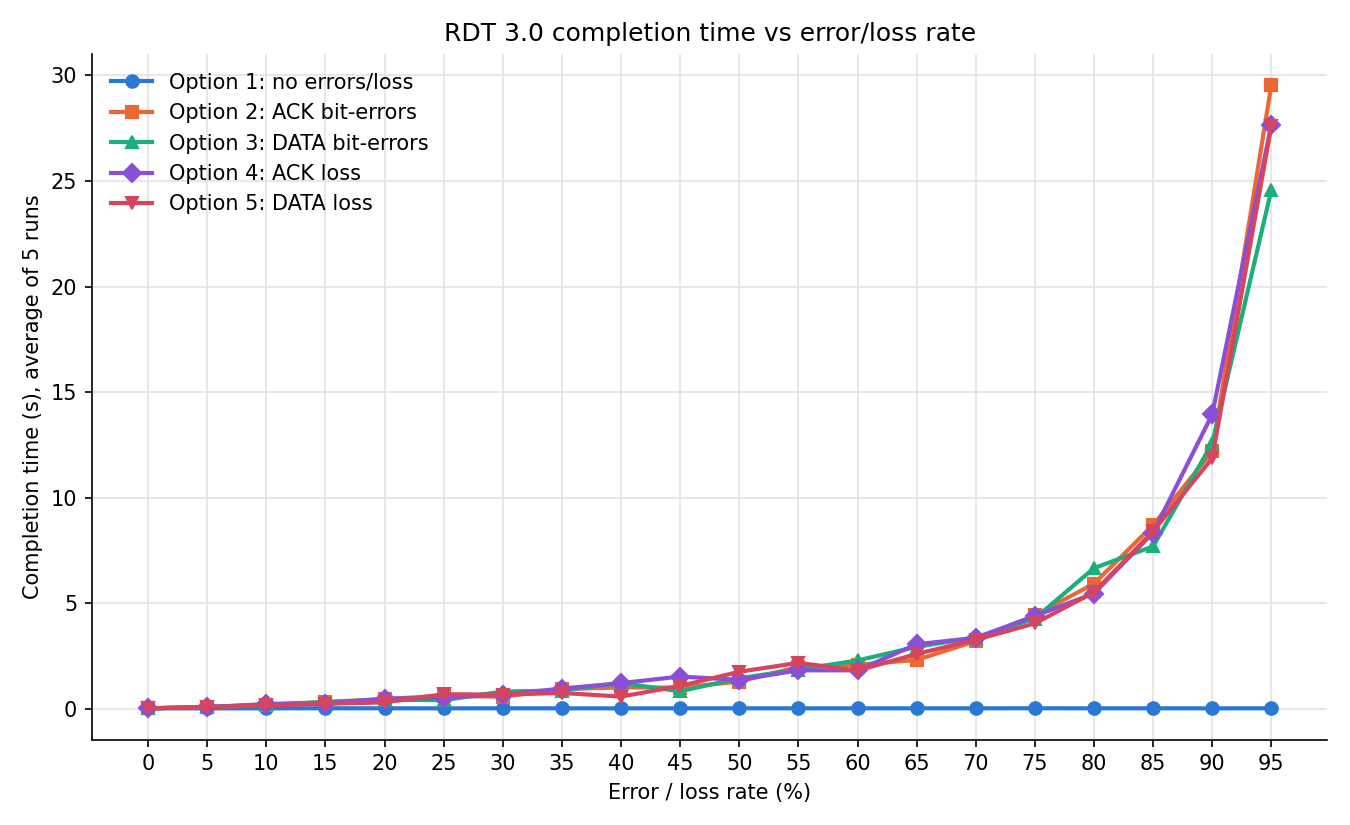 RDT 3.0 completion time vs error/loss rate
Option 1: no errors/loss
Option 2: ACK bit-errors
Option 3: DATA bit-errors
Option 4: ACK loss
Option 5: DATA loss
Completion time (s), average of 5 runs
30
25
20
15
10
5
0
0 5 10 15 20 25 30 35 40 45 50 55 60 65 70 75 80 85 90 95
Error / loss rate (%)